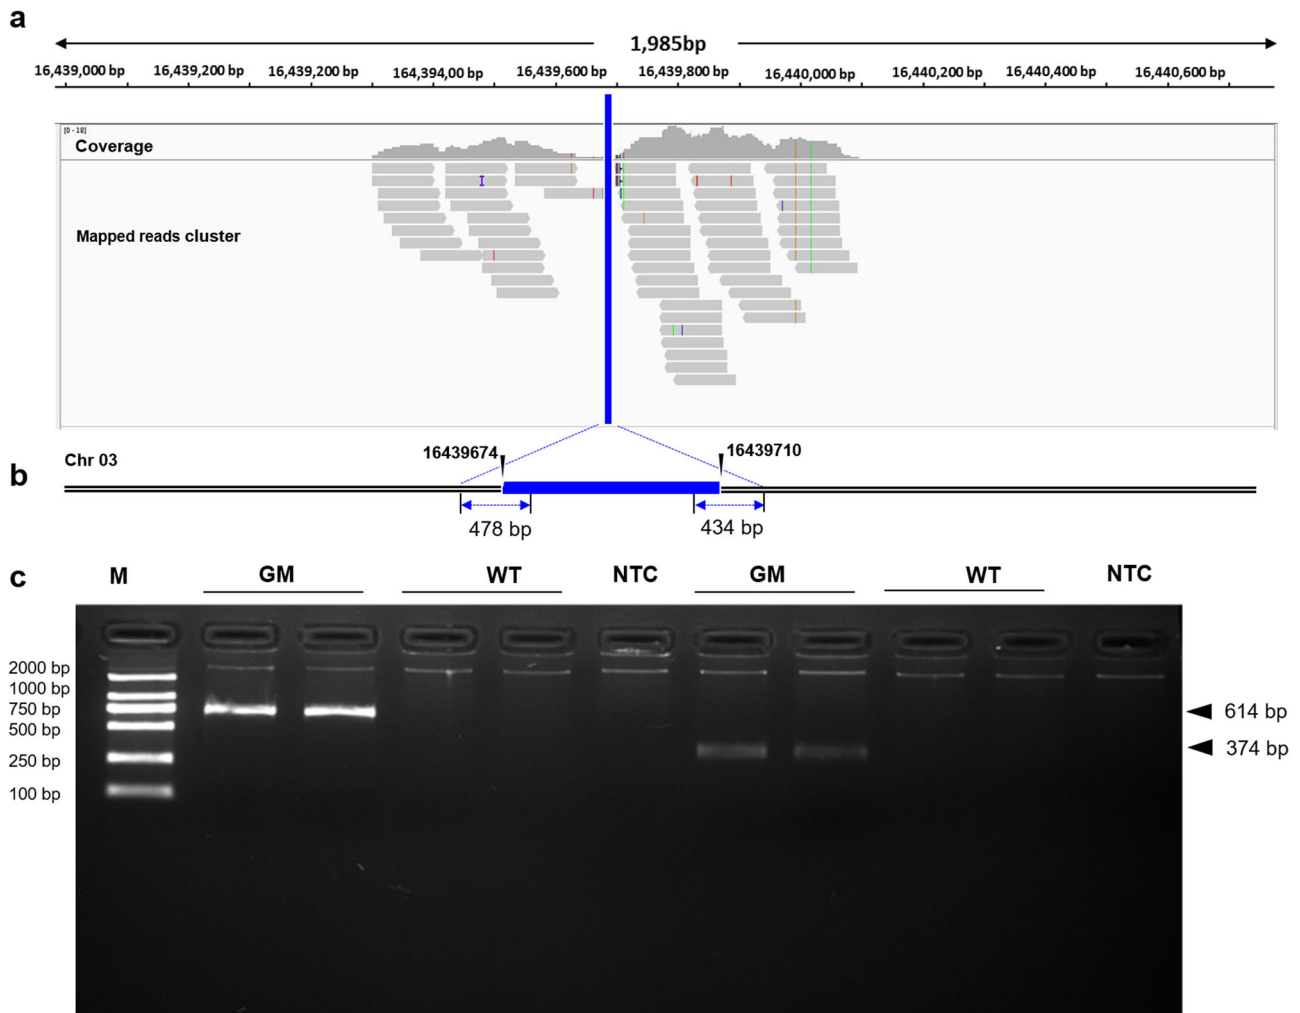 a
1,985bp
16,439,000 bp 16,439,200 bp 16,439,200 bp 164,394,00 bp 16,439,600 bp 16,439,800 bp 16,440,000 bp 16,440,200 bp 16,440,400 bp 16,440,600 bp
[0 - 18]
Coverage
Mapped reads cluster
b
Chr 03
16439674
16439710
478 bp
434 bp
c
M GM WT NTC GM WT NTC
2000 bp
1000 bp
750 bp
500 bp
250 bp
100 bp
614 bp
374 bp